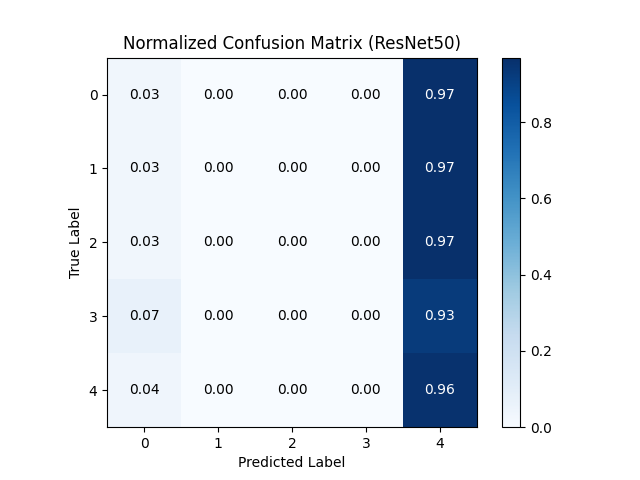 Normalized Confusion Matrix (ResNet50)
0 0.03 0.00 0.00 0.00 0.97
1 0.03 0.00 0.00 0.00 0.97
2 0.03 0.00 0.00 0.00 0.97
3 0.07 0.00 0.00 0.00 0.93
4 0.04 0.00 0.00 0.00 0.96
0 1 2 3 4
Predicted Label
True Label
0.8
0.6
0.4
0.2
0.0